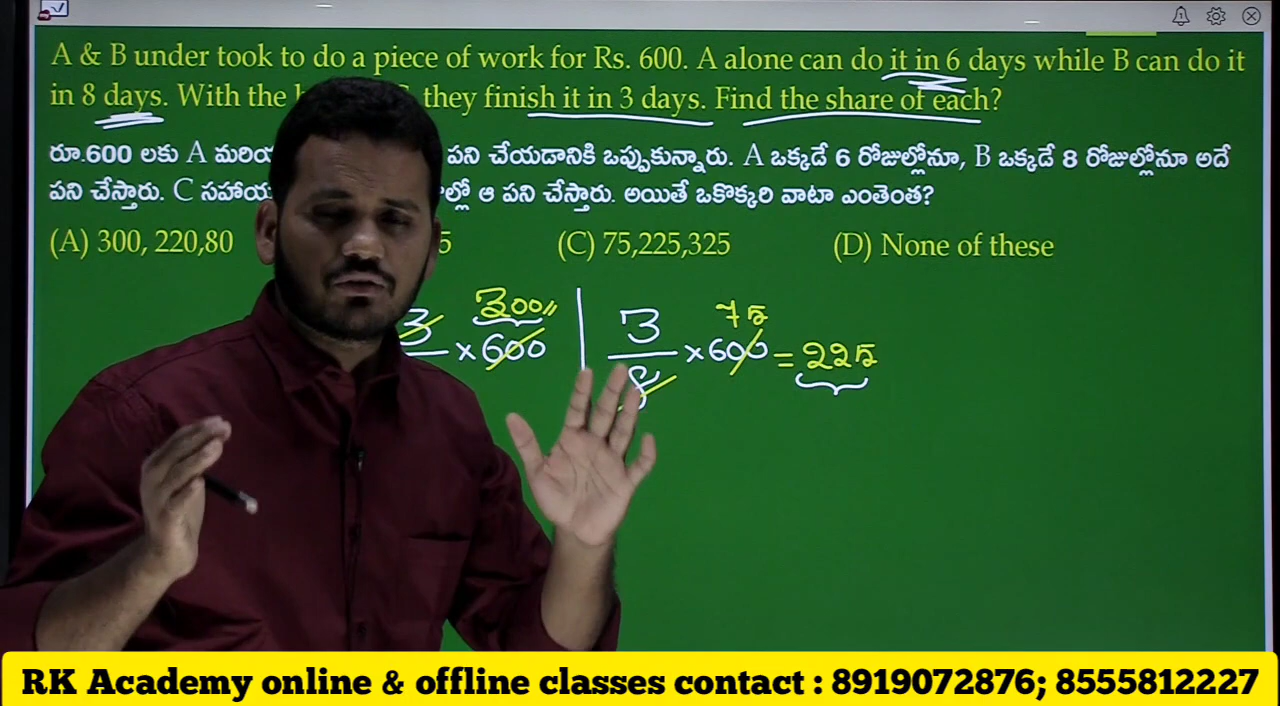 A & B under took to do a piece of work for Rs. 600. A alone can do it in 6 days while B can do it
in 8 days. With the they finish it in 3 days. Find the share of each?
రూ.600 లకు A పని చేయడానికి ఒప్పుకున్నారు. A ఒక్కడే 6 రోజుల్లోనూ, B ఒక్కడే 8 రోజుల్లోనూ అదే
పని చేస్తారు. C ఆ పని చేస్తారు. అయితే ఒకొక్కరి వాటా ఎంతెంత?
(A) 300, 220,80 5 (C) 75,225,325 (D) None of these
300 75
3 × 600 3/8 × 600 = 225
RK Academy online & offline classes contact : 8919072876; 8555812227